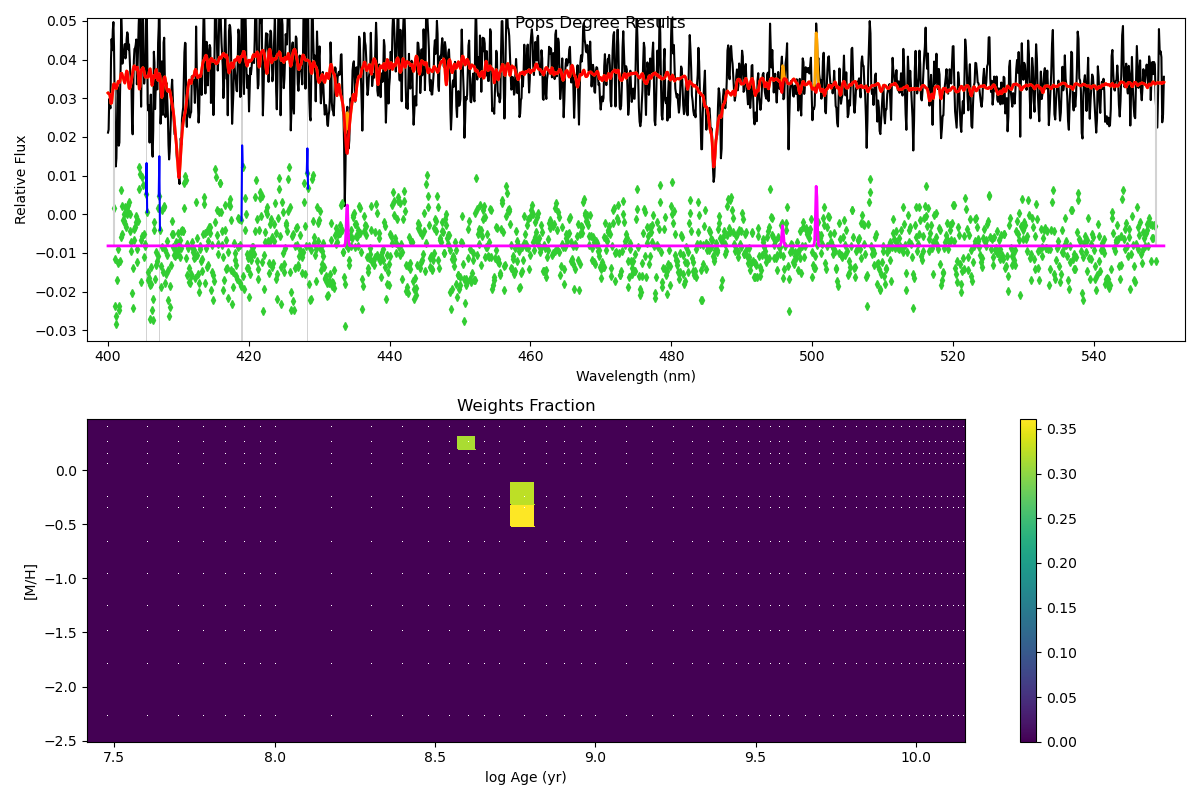 Pops Degree Results
0.05
0.04
0.03
0.02
0.01
0.00
−0.01
−0.02
−0.03
Relative Flux
400 420 440 460 480 500 520 540
Wavelength (nm)
Weights Fraction
0.0
−0.5
−1.0
−1.5
−2.0
−2.5
[M/H]
7.5 8.0 8.5 9.0 9.5 10.0
log Age (yr)
0.35
0.30
0.25
0.20
0.15
0.10
0.05
0.00